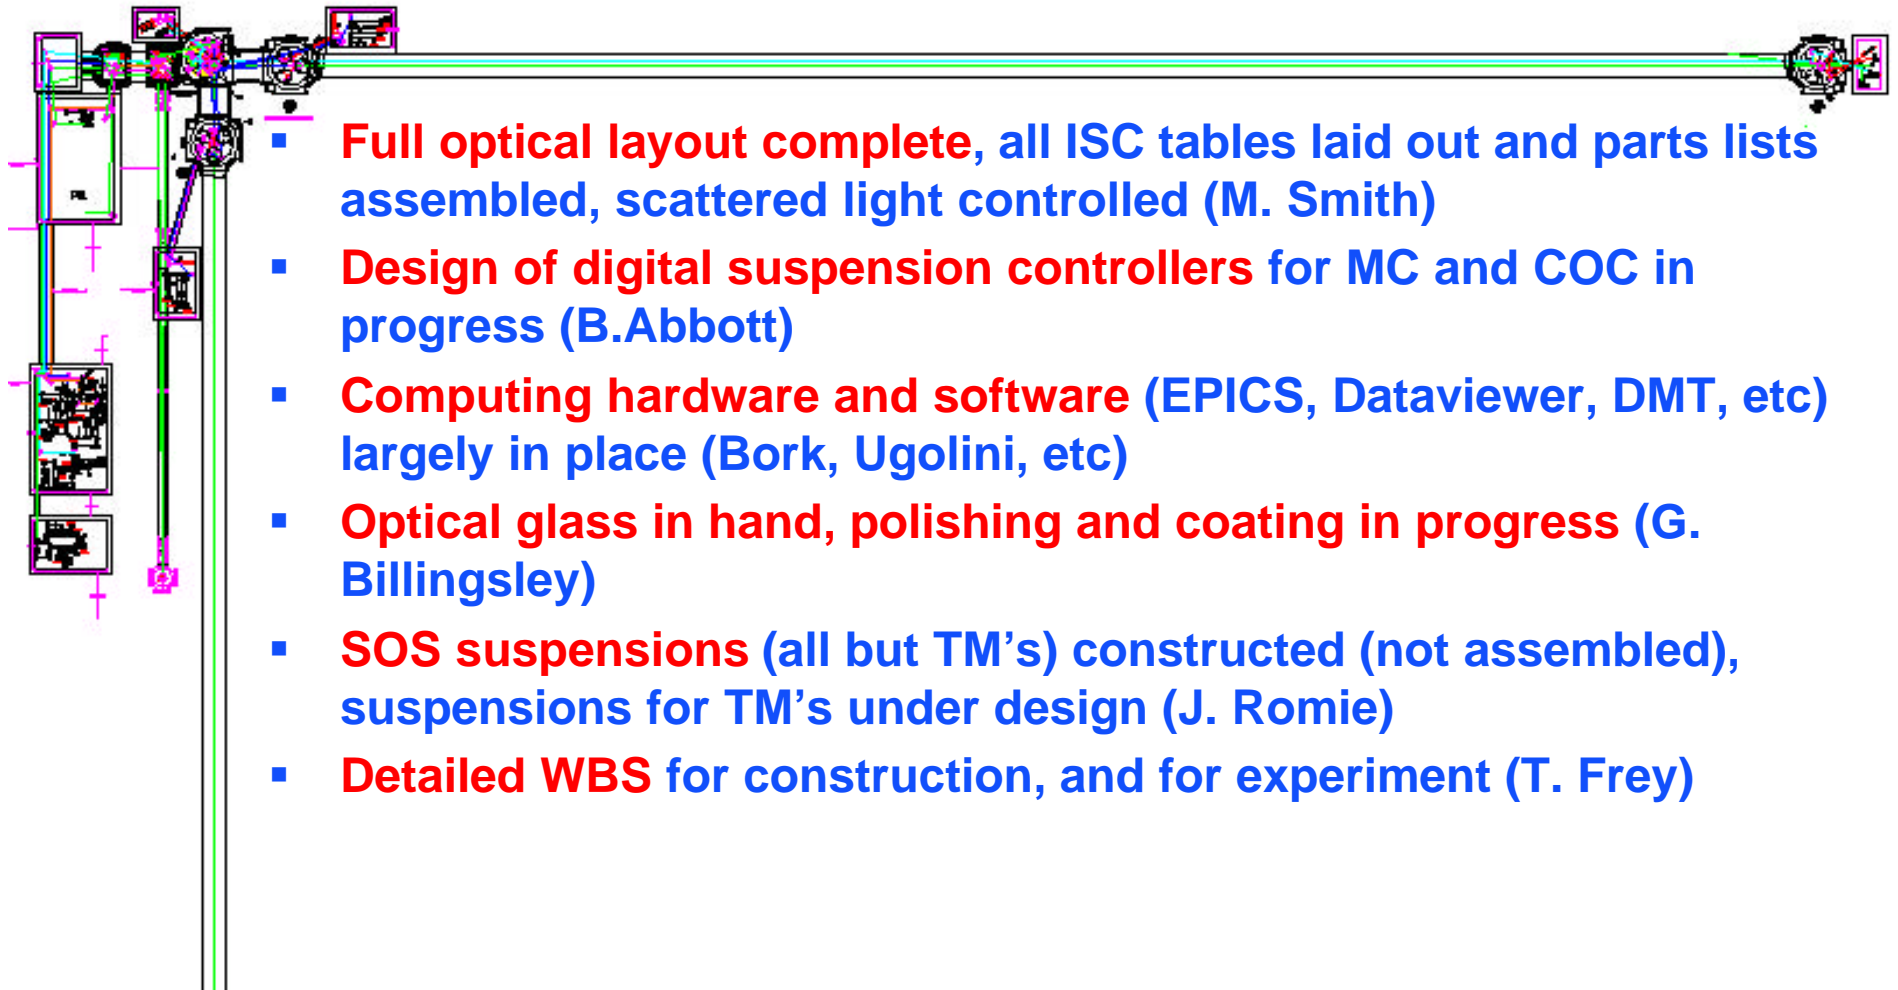 ▪ Full optical layout complete, all ISC tables laid out and parts lists
assembled, scattered light controlled (M. Smith)
▪ Design of digital suspension controllers for MC and COC in
progress (B.Abbott)
▪ Computing hardware and software (EPICS, Dataviewer, DMT, etc)
largely in place (Bork, Ugolini, etc)
▪ Optical glass in hand, polishing and coating in progress (G.
Billingsley)
▪ SOS suspensions (all but TM’s) constructed (not assembled),
suspensions for TM’s under design (J. Romie)
▪ Detailed WBS for construction, and for experiment (T. Frey)